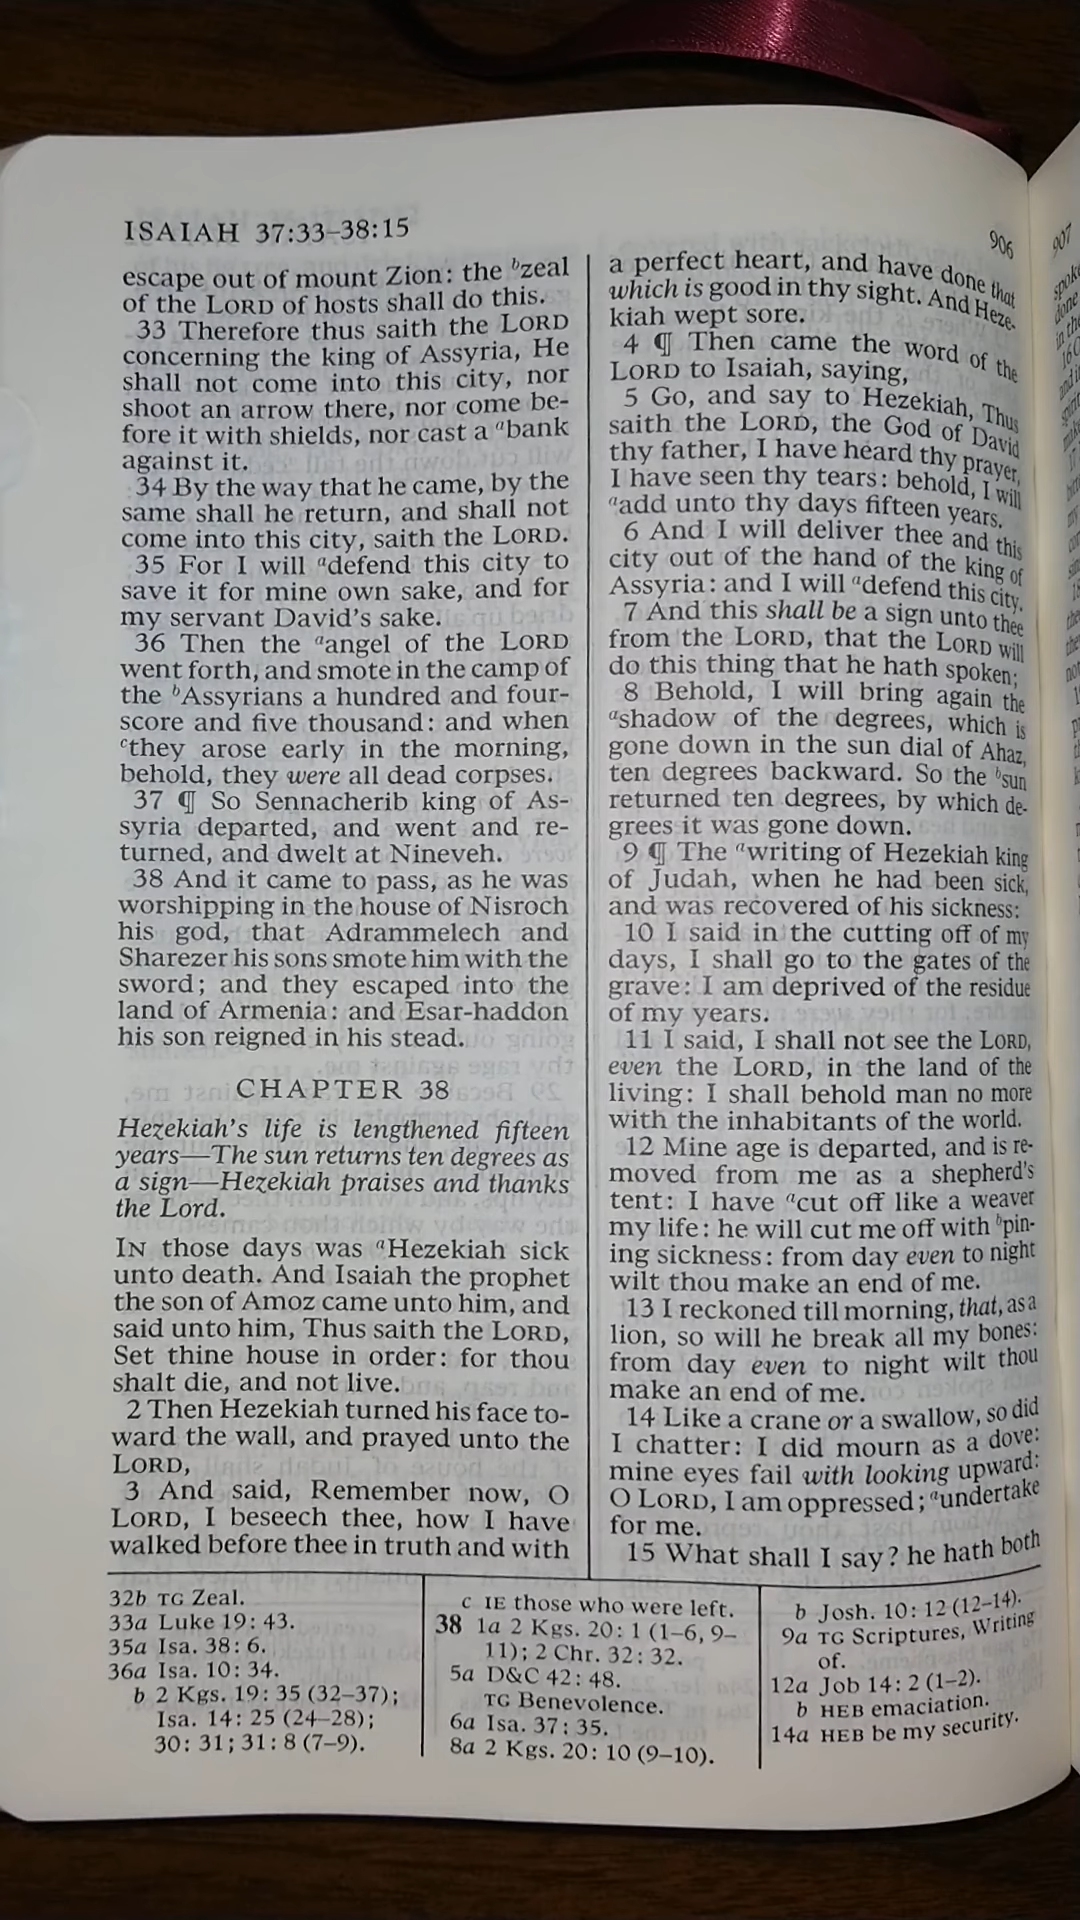 ISAIAH 37:33–38:15
906
escape out of mount Zion: the bzeal
of the LORD of hosts shall do this.
33 Therefore thus saith the LORD
concerning the king of Assyria, He
shall not come into this city, nor
shoot an arrow there, nor come be-
fore it with shields, nor cast a abank
against it.
34 By the way that he came, by the
same shall he return, and shall not
come into this city, saith the LORD.
35 For I will adefend this city to
save it for mine own sake, and for
my servant David's sake.
36 Then the aangel of the LORD
went forth, and smote in the camp of
the bAssyrians a hundred and four-
score and five thousand: and when
cthey arose early in the morning,
behold, they were all dead corpses.
37 ¶ So Sennacherib king of As-
syria departed, and went and re-
turned, and dwelt at Nineveh.
38 And it came to pass, as he was
worshipping in the house of Nisroch
his god, that Adrammelech and
Sharezer his sons smote him with the
sword; and they escaped into the
land of Armenia: and Esar-haddon
his son reigned in his stead.
CHAPTER 38
Hezekiah's life is lengthened fifteen
years—The sun returns ten degrees as
a sign—Hezekiah praises and thanks
the Lord.
IN those days was aHezekiah sick
unto death. And Isaiah the prophet
the son of Amoz came unto him, and
said unto him, Thus saith the LORD,
Set thine house in order: for thou
shalt die, and not live.
2 Then Hezekiah turned his face to-
ward the wall, and prayed unto the
LORD,
3 And said, Remember now, O
LORD, I beseech thee, how I have
walked before thee in truth and with
a perfect heart, and have done that
which is good in thy sight. And Heze-
kiah wept sore.
4 ¶ Then came the word of the
LORD to Isaiah, saying,
5 Go, and say to Hezekiah, Thus
saith the LORD, the God of David
thy father, I have heard thy prayer,
I have seen thy tears: behold, I will
aadd unto thy days fifteen years.
6 And I will deliver thee and this
city out of the hand of the king of
Assyria: and I will adefend this city.
7 And this shall be a sign unto thee
from the LORD, that the LORD will
do this thing that he hath spoken;
8 Behold, I will bring again the
ashadow of the degrees, which is
gone down in the sun dial of Ahaz,
ten degrees backward. So the bsun
returned ten degrees, by which de-
grees it was gone down.
9 ¶ The awriting of Hezekiah king
of Judah, when he had been sick,
and was recovered of his sickness:
10 I said in the cutting off of my
days, I shall go to the gates of the
grave: I am deprived of the residue
of my years.
11 I said, I shall not see the LORD,
even the LORD, in the land of the
living: I shall behold man no more
with the inhabitants of the world.
12 Mine age is departed, and is re-
moved from me as a shepherd's
tent: I have acut off like a weaver
my life: he will cut me off with bpin-
ing sickness: from day even to night
wilt thou make an end of me.
13 I reckoned till morning, that, as a
lion, so will he break all my bones:
from day even to night wilt thou
make an end of me.
14 Like a crane or a swallow, so did
I chatter: I did mourn as a dove:
mine eyes fail with looking upward:
O LORD, I am oppressed; aundertake
for me.
15 What shall I say? he hath both
32b TG Zeal.
33a Luke 19: 43.
35a Isa. 38: 6.
36a Isa. 10: 34.
b 2 Kgs. 19: 35 (32–37);
Isa. 14: 25 (24–28);
30: 31; 31: 8 (7–9).
c IE those who were left.
38 1a 2 Kgs. 20: 1 (1–6, 9–
11); 2 Chr. 32: 32.
5a D&C 42: 48.
TG Benevolence.
6a Isa. 37: 35.
8a 2 Kgs. 20: 10 (9–10).
b Josh. 10: 12 (12–14).
9a TG Scriptures, Writing
of.
12a Job 14: 2 (1–2).
b HEB emaciation.
14a HEB be my security.
907